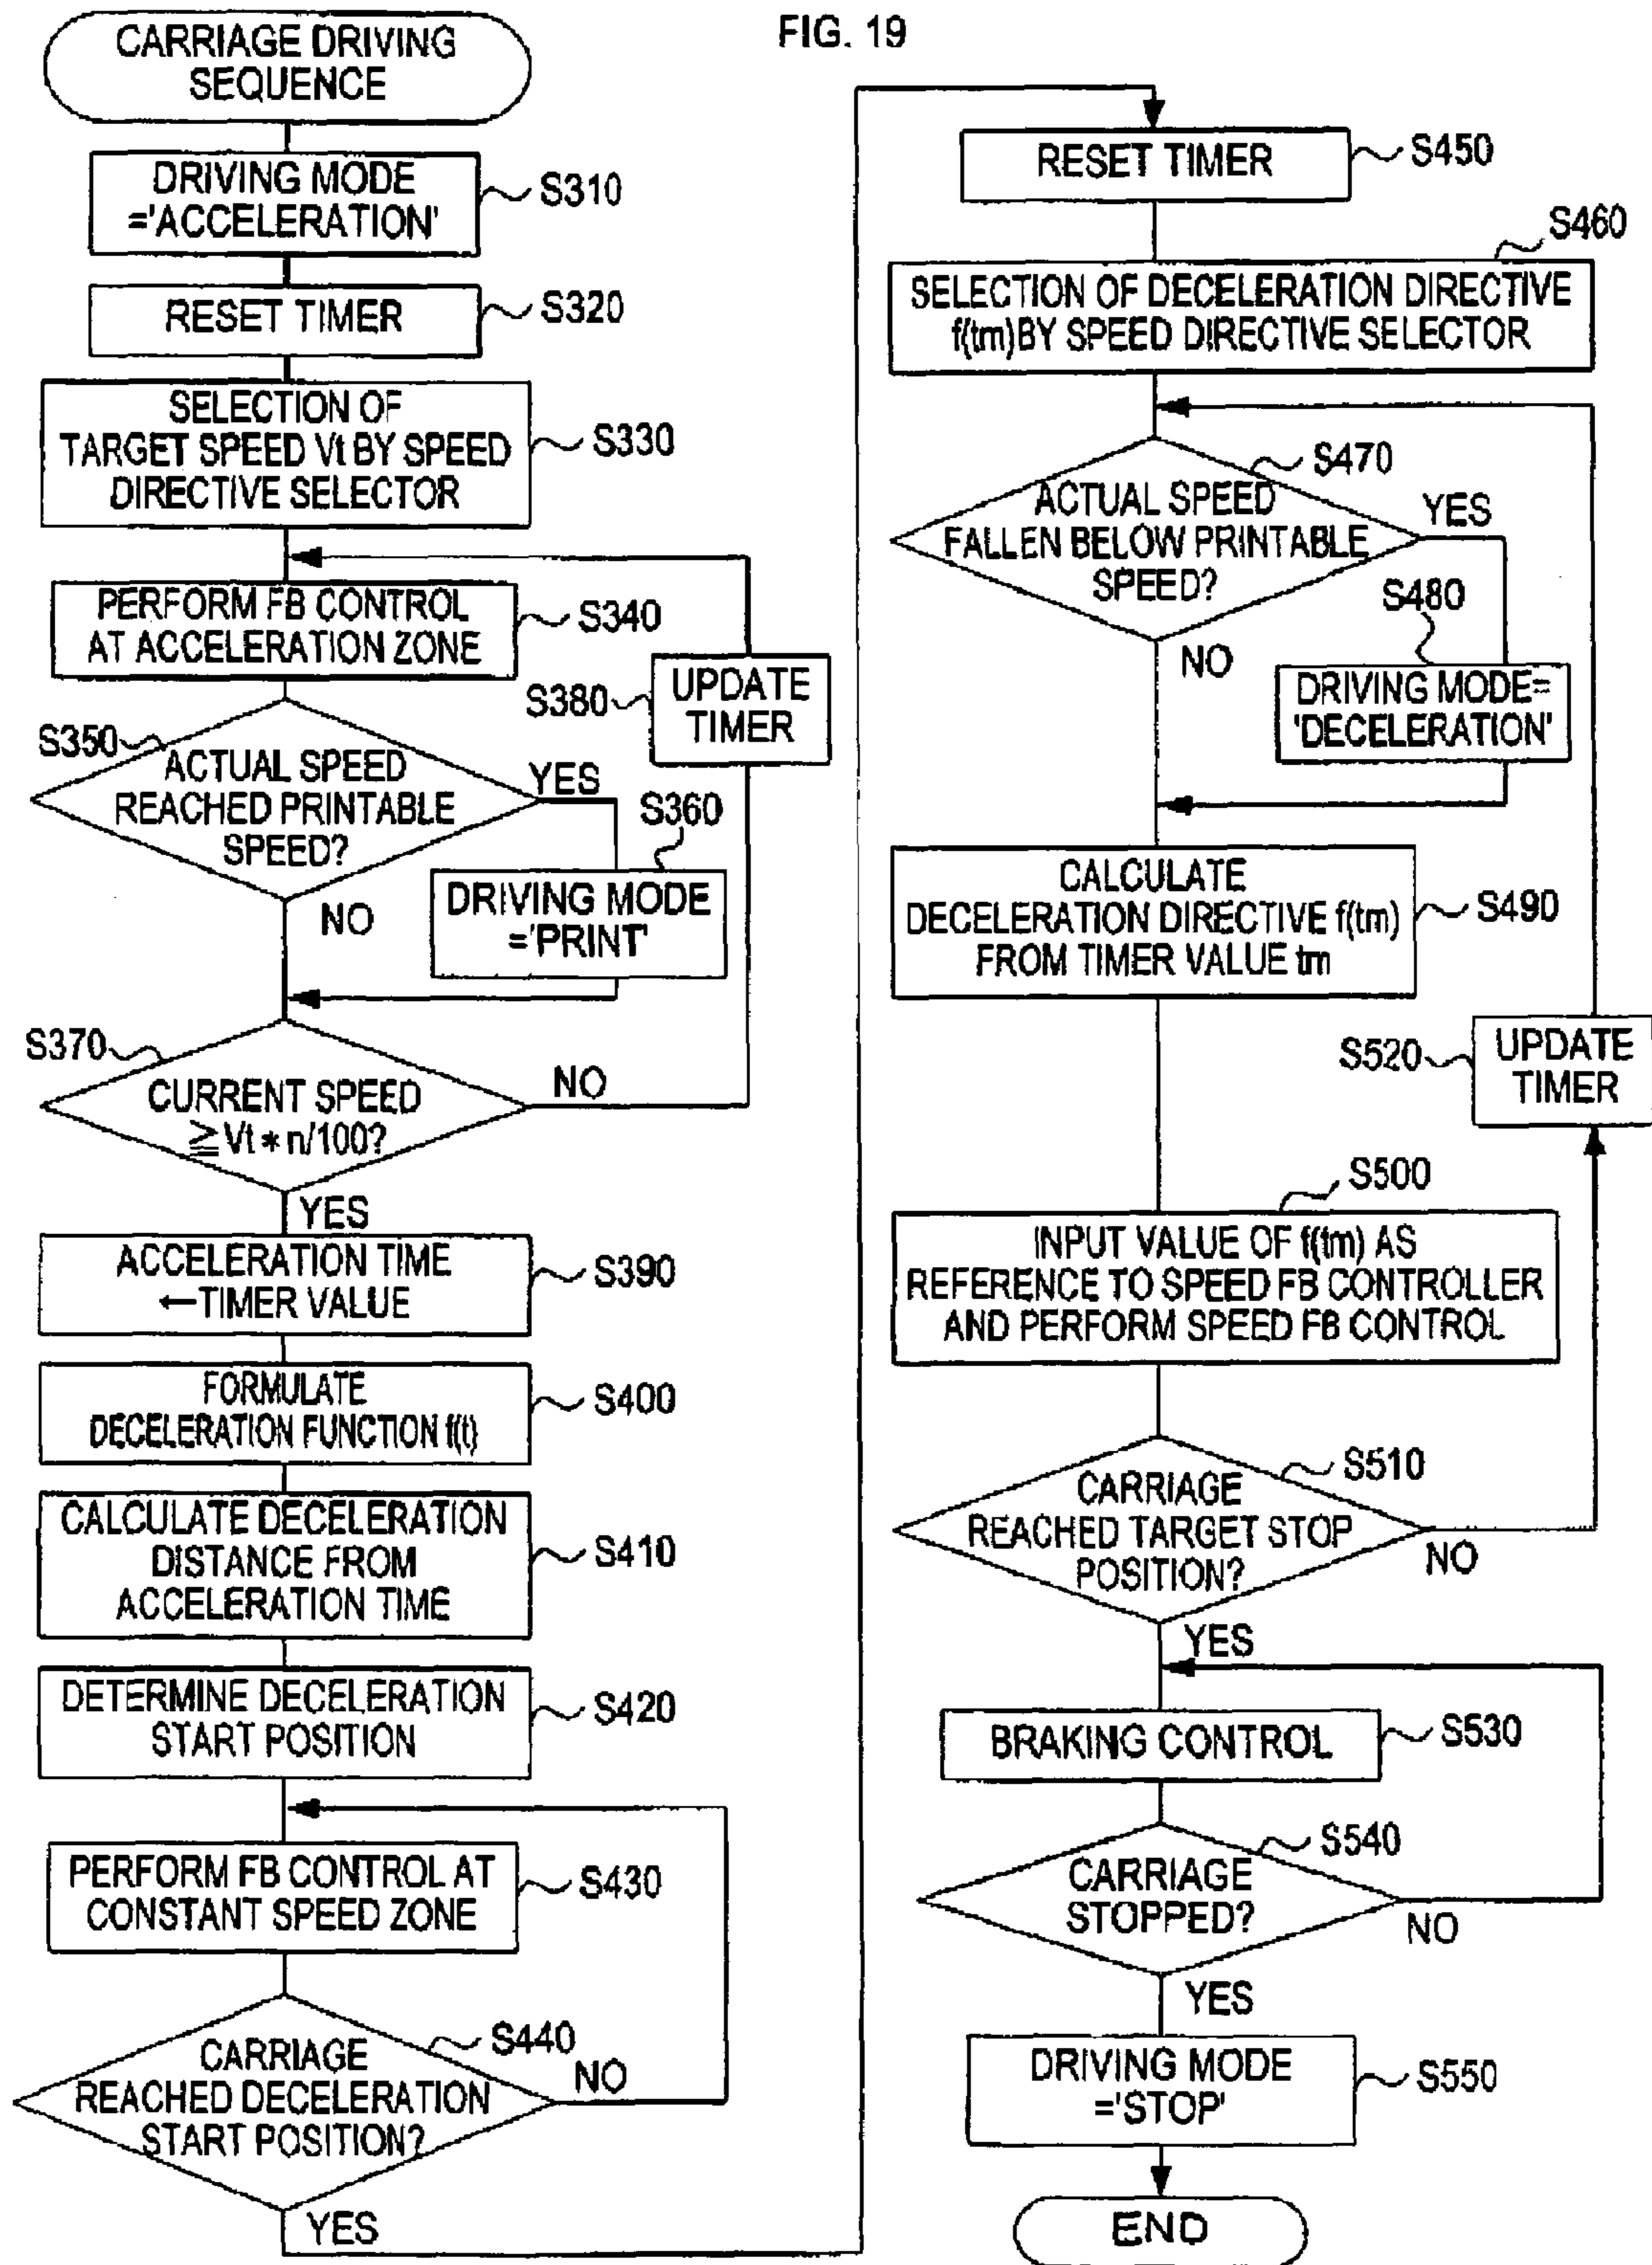 FIG. 19
CARRIAGE DRIVING
SEQUENCE
DRIVING MODE
='ACCELERATION'
S310
RESET TIMER
S320
SELECTION OF
TARGET SPEED Vt BY SPEED
DIRECTIVE SELECTOR
S330
PERFORM FB CONTROL
AT ACCELERATION ZONE
S340
S380
UPDATE
TIMER
S350
ACTUAL SPEED
REACHED PRINTABLE
SPEED?
YES
NO
S360
DRIVING MODE
='PRINT'
S370
CURRENT SPEED
≧Vt*n/100?
NO
YES
ACCELERATION TIME
←TIMER VALUE
S390
FORMULATE
DECELERATION FUNCTION f(t)
S400
CALCULATE DECELERATION
DISTANCE FROM
ACCELERATION TIME
S410
DETERMINE DECELERATION
START POSITION
S420
PERFORM FB CONTROL AT
CONSTANT SPEED ZONE
S430
S440
CARRIAGE
REACHED DECELERATION
START POSITION?
NO
YES
RESET TIMER
S450
S460
SELECTION OF DECELERATION DIRECTIVE
f(tm)BY SPEED DIRECTIVE SELECTOR
S470
ACTUAL SPEED
FALLEN BELOW PRINTABLE
SPEED?
YES
NO
S480
DRIVING MODE=
'DECELERATION'
CALCULATE
DECELERATION DIRECTIVE f(tm)
FROM TIMER VALUE tm
S490
S520
UPDATE
TIMER
S500
INPUT VALUE OF f(tm) AS
REFERENCE TO SPEED FB CONTROLLER
AND PERFORM SPEED FB CONTROL
S510
CARRIAGE
REACHED TARGET STOP
POSITION?
NO
YES
BRAKING CONTROL
S530
S540
CARRIAGE
STOPPED?
NO
YES
DRIVING MODE
='STOP'
S550
END